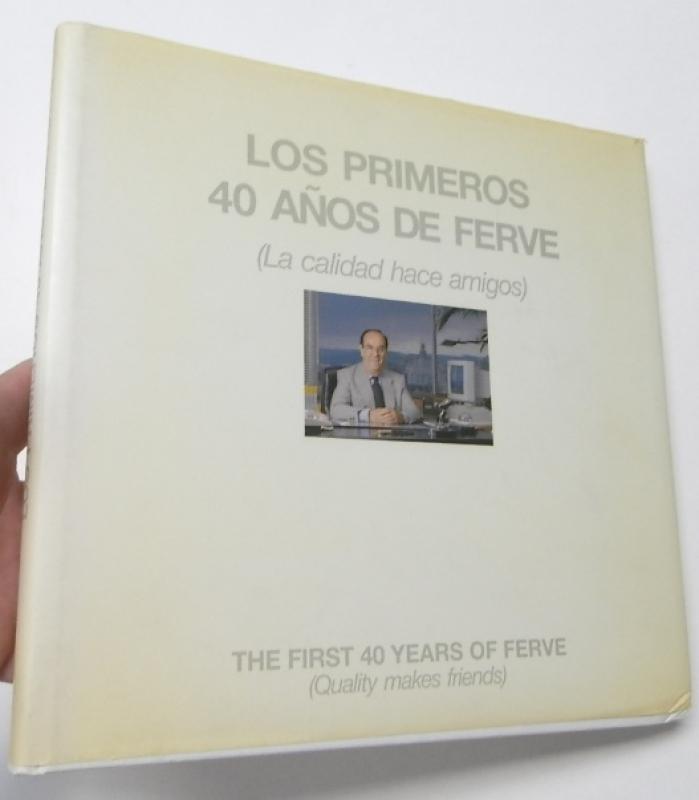 LOS PRIMEROS
40 AÑOS DE FERVE
(La calidad hace amigos)
THE FIRST 40 YEARS OF FERVE
(Quality makes friends)